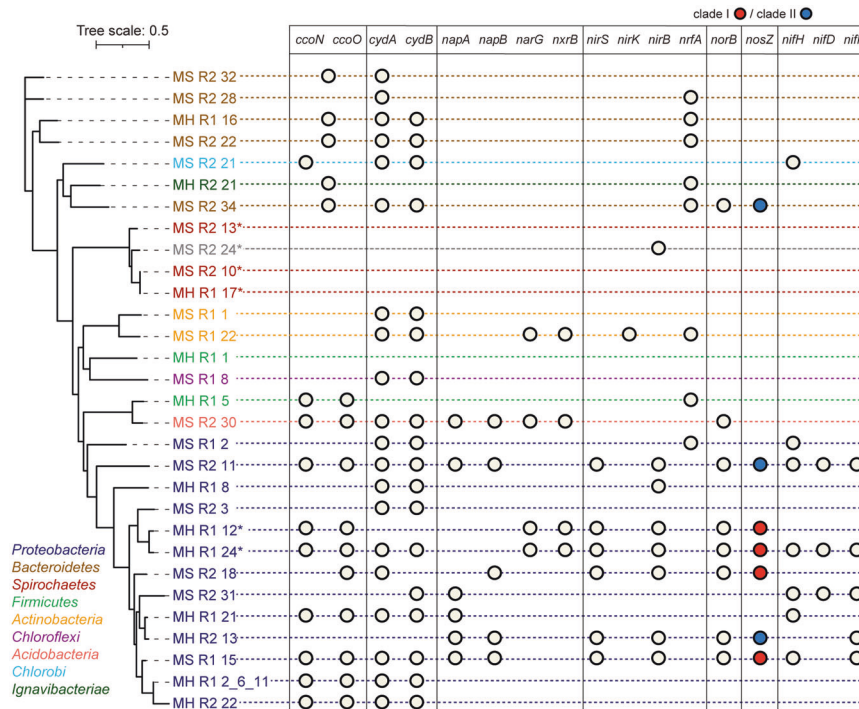 clade I / clade II
Tree scale: 0.5
ccoN ccoO cydA cydB napA napB narG nxrB nirS nirK nirB nrfA norB nosZ nifH nifD
MS R2 32
MS R2 28
MH R1 16
MS R2 22
MS R2 21
MH R2 21
MS R2 34
MS R2 13*
MS R2 24*
MS R2 10*
MH R1 17*
MS R1 1
MS R1 22
MH R1 1
MS R1 8
MH R1 5
MS R2 30
MS R1 2
MS R2 11
MH R1 8
MS R2 3
MH R1 12*
MH R1 24*
MS R2 18
MS R2 31
MH R1 21
MH R2 13
MS R1 15
MH R1 2_6_11
MH R2 22
Proteobacteria
Bacteroidetes
Spirochaetes
Firmicutes
Actinobacteria
Chloroflexi
Acidobacteria
Chlorobi
Ignavibacteriae